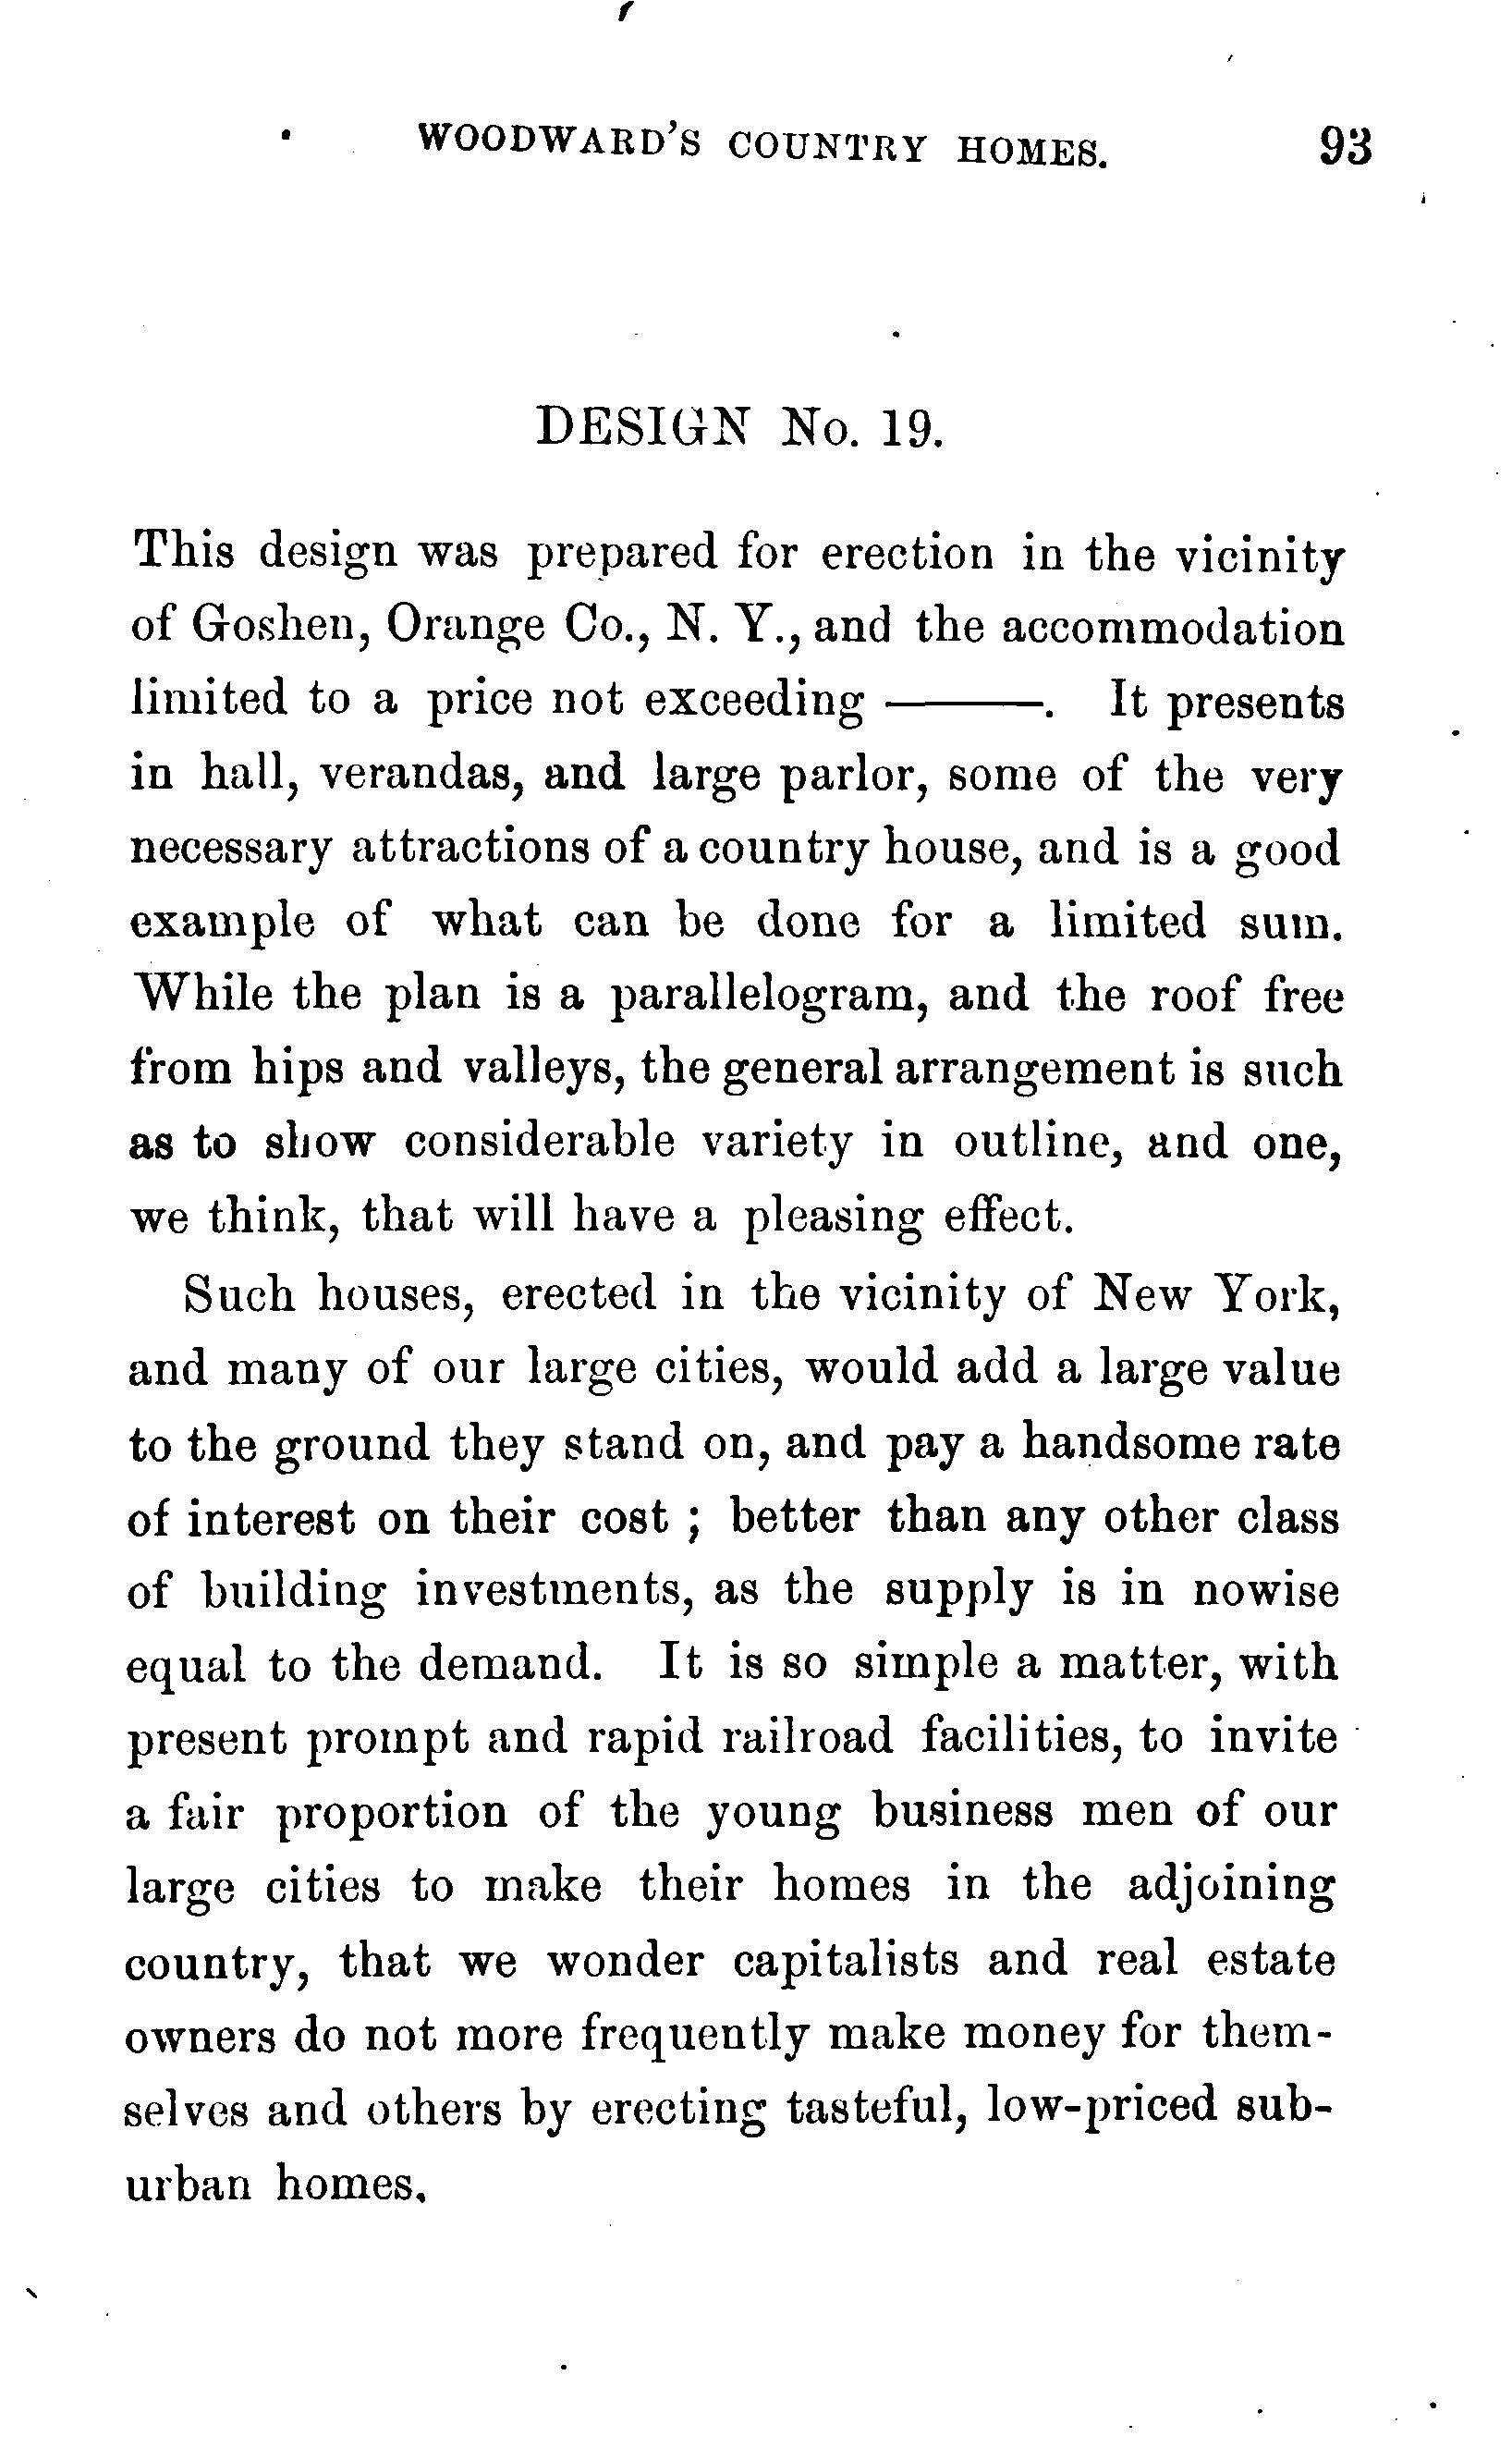 WOODWARD'S COUNTRY HOMES. 93
DESIGN No. 19.
This design was prepared for erection in the vicinity
of Goshen, Orange Co., N. Y., and the accommodation
limited to a price not exceeding ———. It presents
in hall, verandas, and large parlor, some of the very
necessary attractions of a country house, and is a good
example of what can be done for a limited sum.
While the plan is a parallelogram, and the roof free
from hips and valleys, the general arrangement is such
as to show considerable variety in outline, and one,
we think, that will have a pleasing effect.
Such houses, erected in the vicinity of New York,
and many of our large cities, would add a large value
to the ground they stand on, and pay a handsome rate
of interest on their cost ; better than any other class
of building investments, as the supply is in nowise
equal to the demand. It is so simple a matter, with
present prompt and rapid railroad facilities, to invite
a fair proportion of the young business men of our
large cities to make their homes in the adjoining
country, that we wonder capitalists and real estate
owners do not more frequently make money for them-
selves and others by erecting tasteful, low-priced sub-
urban homes.